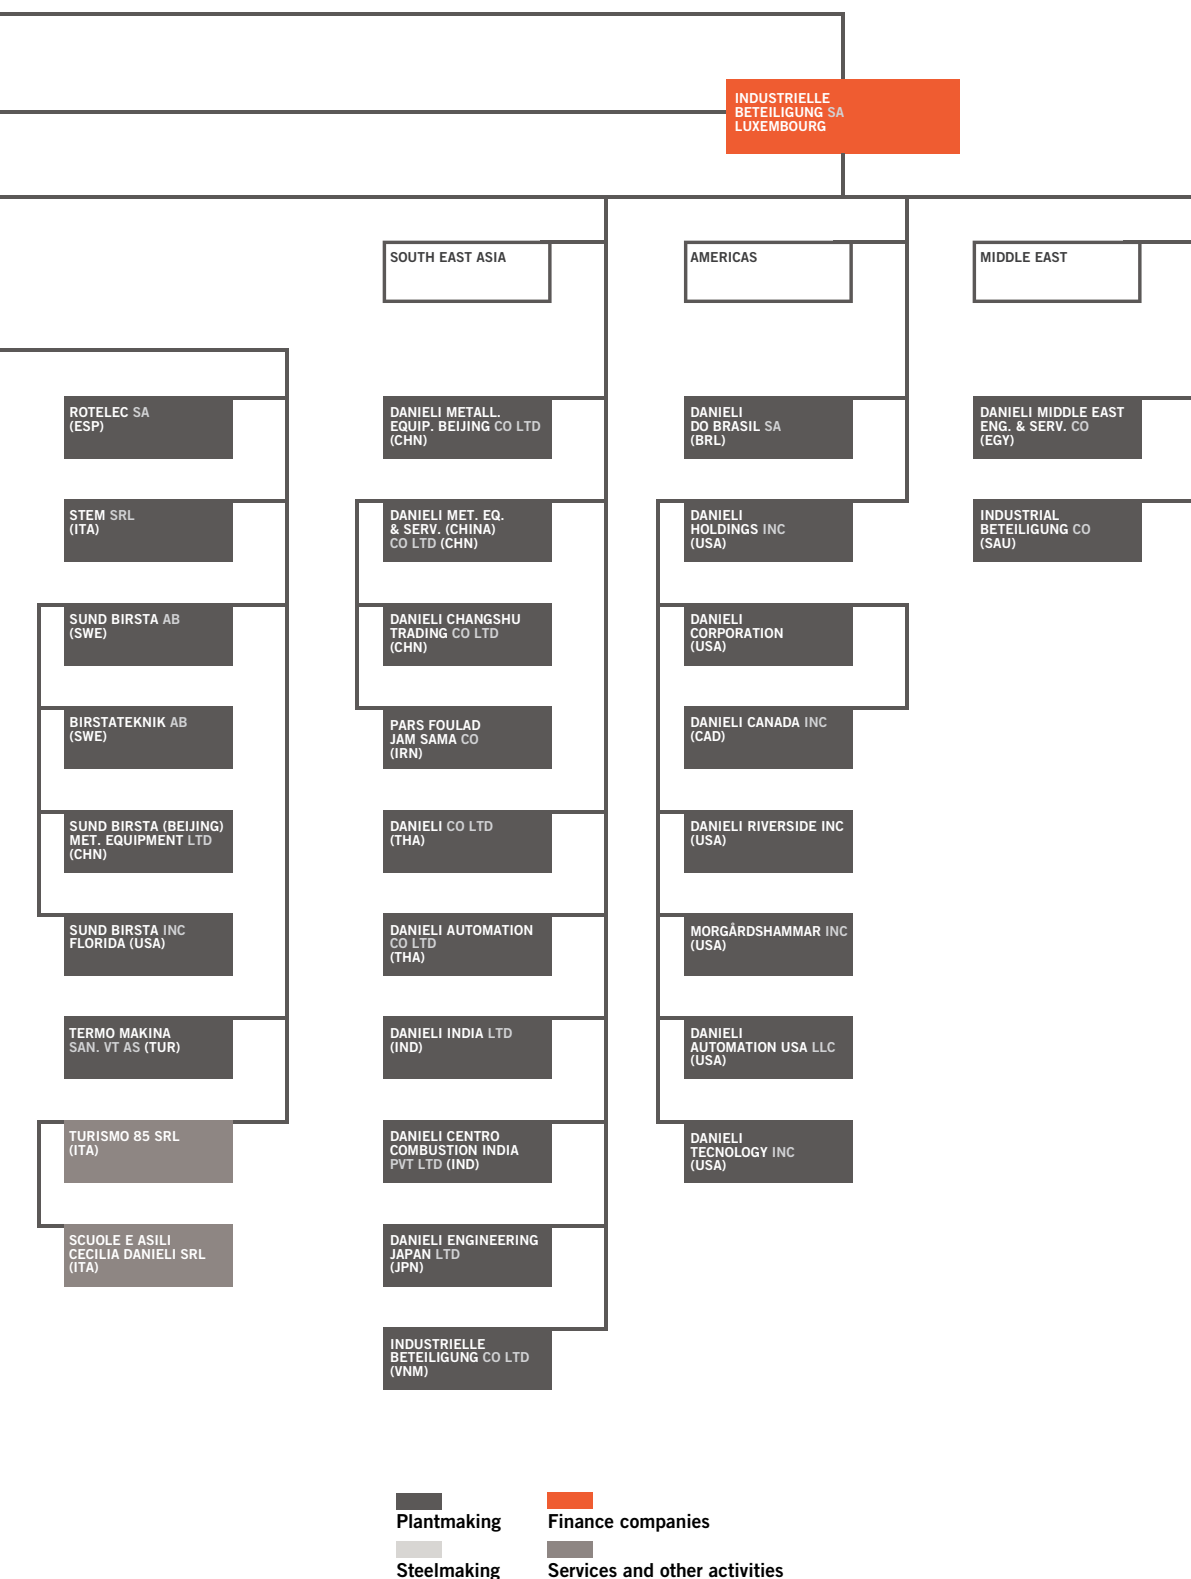 INDUSTRIELLE
BETEILIGUNG SA
LUXEMBOURG
SOUTH EAST ASIA
AMERICAS
MIDDLE EAST
ROTELEC SA
(ESP)
STEM SRL
(ITA)
SUND BIRSTA AB
(SWE)
BIRSTATEKNIK AB
(SWE)
SUND BIRSTA (BEIJING)
MET. EQUIPMENT LTD
(CHN)
SUND BIRSTA INC
FLORIDA (USA)
TERMO MAKINA
SAN. VT AS (TUR)
TURISMO 85 SRL
(ITA)
SCUOLE E ASILI
CECILIA DANIELI SRL
(ITA)
DANIELI METALL.
EQUIP. BEIJING CO LTD
(CHN)
DANIELI MET. EQ.
& SERV. (CHINA)
CO LTD (CHN)
DANIELI CHANGSHU
TRADING CO LTD
(CHN)
PARS FOULAD
JAM SAMA CO
(IRN)
DANIELI CO LTD
(THA)
DANIELI AUTOMATION
CO LTD
(THA)
DANIELI INDIA LTD
(IND)
DANIELI CENTRO
COMBUSTION INDIA
PVT LTD (IND)
DANIELI ENGINEERING
JAPAN LTD
(JPN)
INDUSTRIELLE
BETEILIGUNG CO LTD
(VNM)
DANIELI
DO BRASIL SA
(BRL)
DANIELI
HOLDINGS INC
(USA)
DANIELI
CORPORATION
(USA)
DANIELI CANADA INC
(CAD)
DANIELI RIVERSIDE INC
(USA)
MORGÅRDSHAMMAR INC
(USA)
DANIELI
AUTOMATION USA LLC
(USA)
DANIELI
TECNOLOGY INC
(USA)
DANIELI MIDDLE EAST
ENG. & SERV. CO
(EGY)
INDUSTRIAL
BETEILIGUNG CO
(SAU)
Plantmaking
Finance companies
Steelmaking
Services and other activities